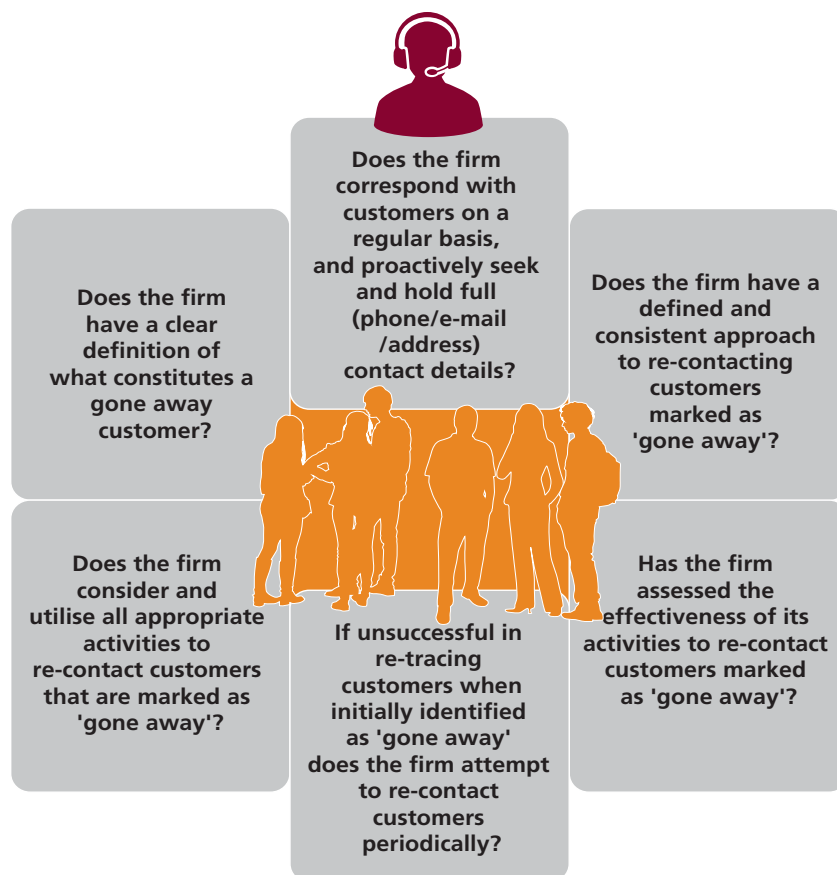 Does the firm
correspond with
customers on a
regular basis,
and proactively seek
and hold full
(phone/e-mail
/address)
contact details?
Does the firm
have a clear
definition of
what constitutes a
gone away
customer?
Does the firm have a
defined and
consistent approach
to re-contacting
customers
marked as
'gone away'?
Does the firm
consider and
utilise all appropriate
activities to
re-contact customers
that are marked as
'gone away'?
If unsuccessful in
re-tracing
customers when
initially identified
as 'gone away'
does the firm attempt
to re-contact
customers
periodically?
Has the firm
assessed the
effectiveness of its
activities to re-contact
customers marked
as 'gone away'?